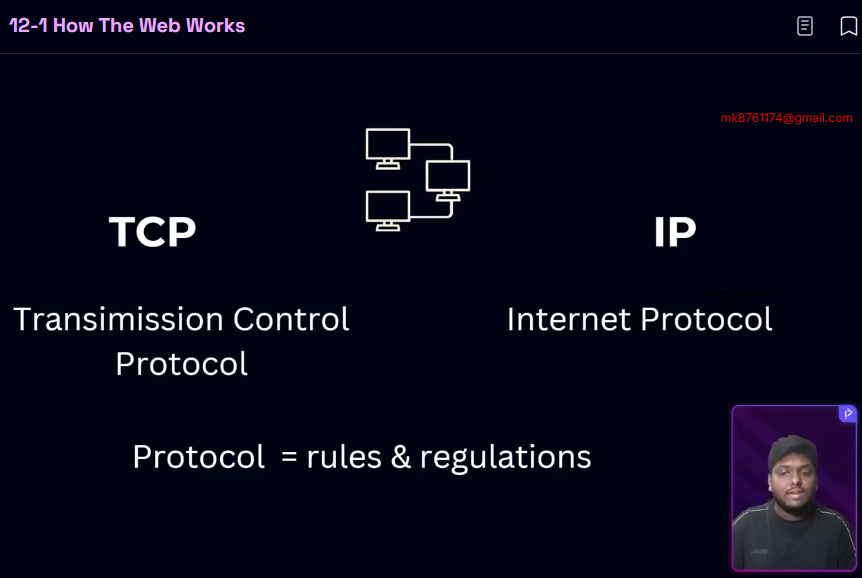 12-1 How The Web Works
mk8761174@gmail.com
TCP
IP
Transimission Control
Protocol
Internet Protocol
Protocol = rules & regulations